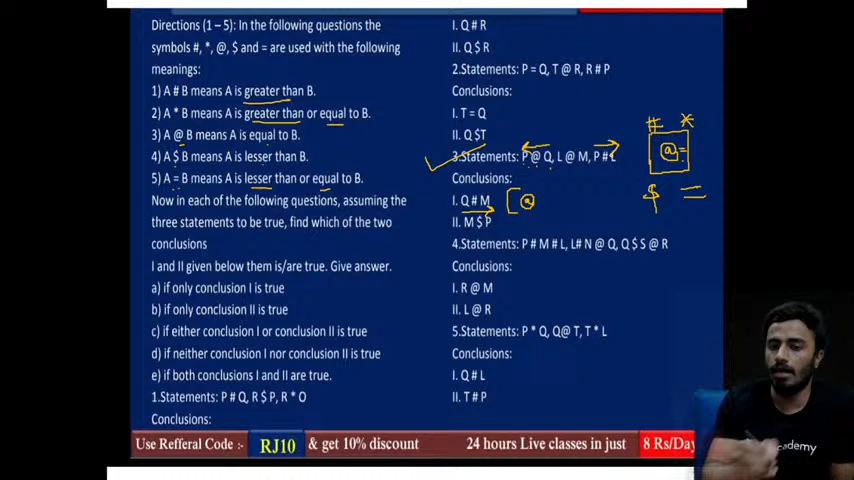 Directions (1 – 5): In the following questions the
symbols #, *, @, $ and = are used with the following
meanings:
1) A # B means A is greater than B.
2) A * B means A is greater than or equal to B.
3) A @ B means A is equal to B.
4) A $ B means A is lesser than B.
5) A = B means A is lesser than or equal to B.
Now in each of the following questions, assuming the
three statements to be true, find which of the two
conclusions
I and II given below them is/are true. Give answer.
a) if only conclusion I is true
b) if only conclusion II is true
c) if either conclusion I or conclusion II is true
d) if neither conclusion I nor conclusion II is true
e) if both conclusions I and II are true.
1.Statements: P # Q, R $ P, R * O
Conclusions:
I. Q # R
II. Q $ R
2.Statements: P = Q, T @ R, R # P
Conclusions:
I. T = Q
II. Q $T
3.Statements: P @ Q, L @ M, P # L
Conclusions:
I. Q # M
II. M $ P
4.Statements: P # M # L, L# N @ Q, Q $ S @ R
Conclusions:
I. R @ M
II. L @ R
5.Statements: P * Q, Q@ T, T * L
Conclusions:
I. Q # L
II. T # P
# *
@ =
$ =
@
Use Refferal Code :- RJ10 & get 10% discount 24 hours Live classes in just 8 Rs/Day